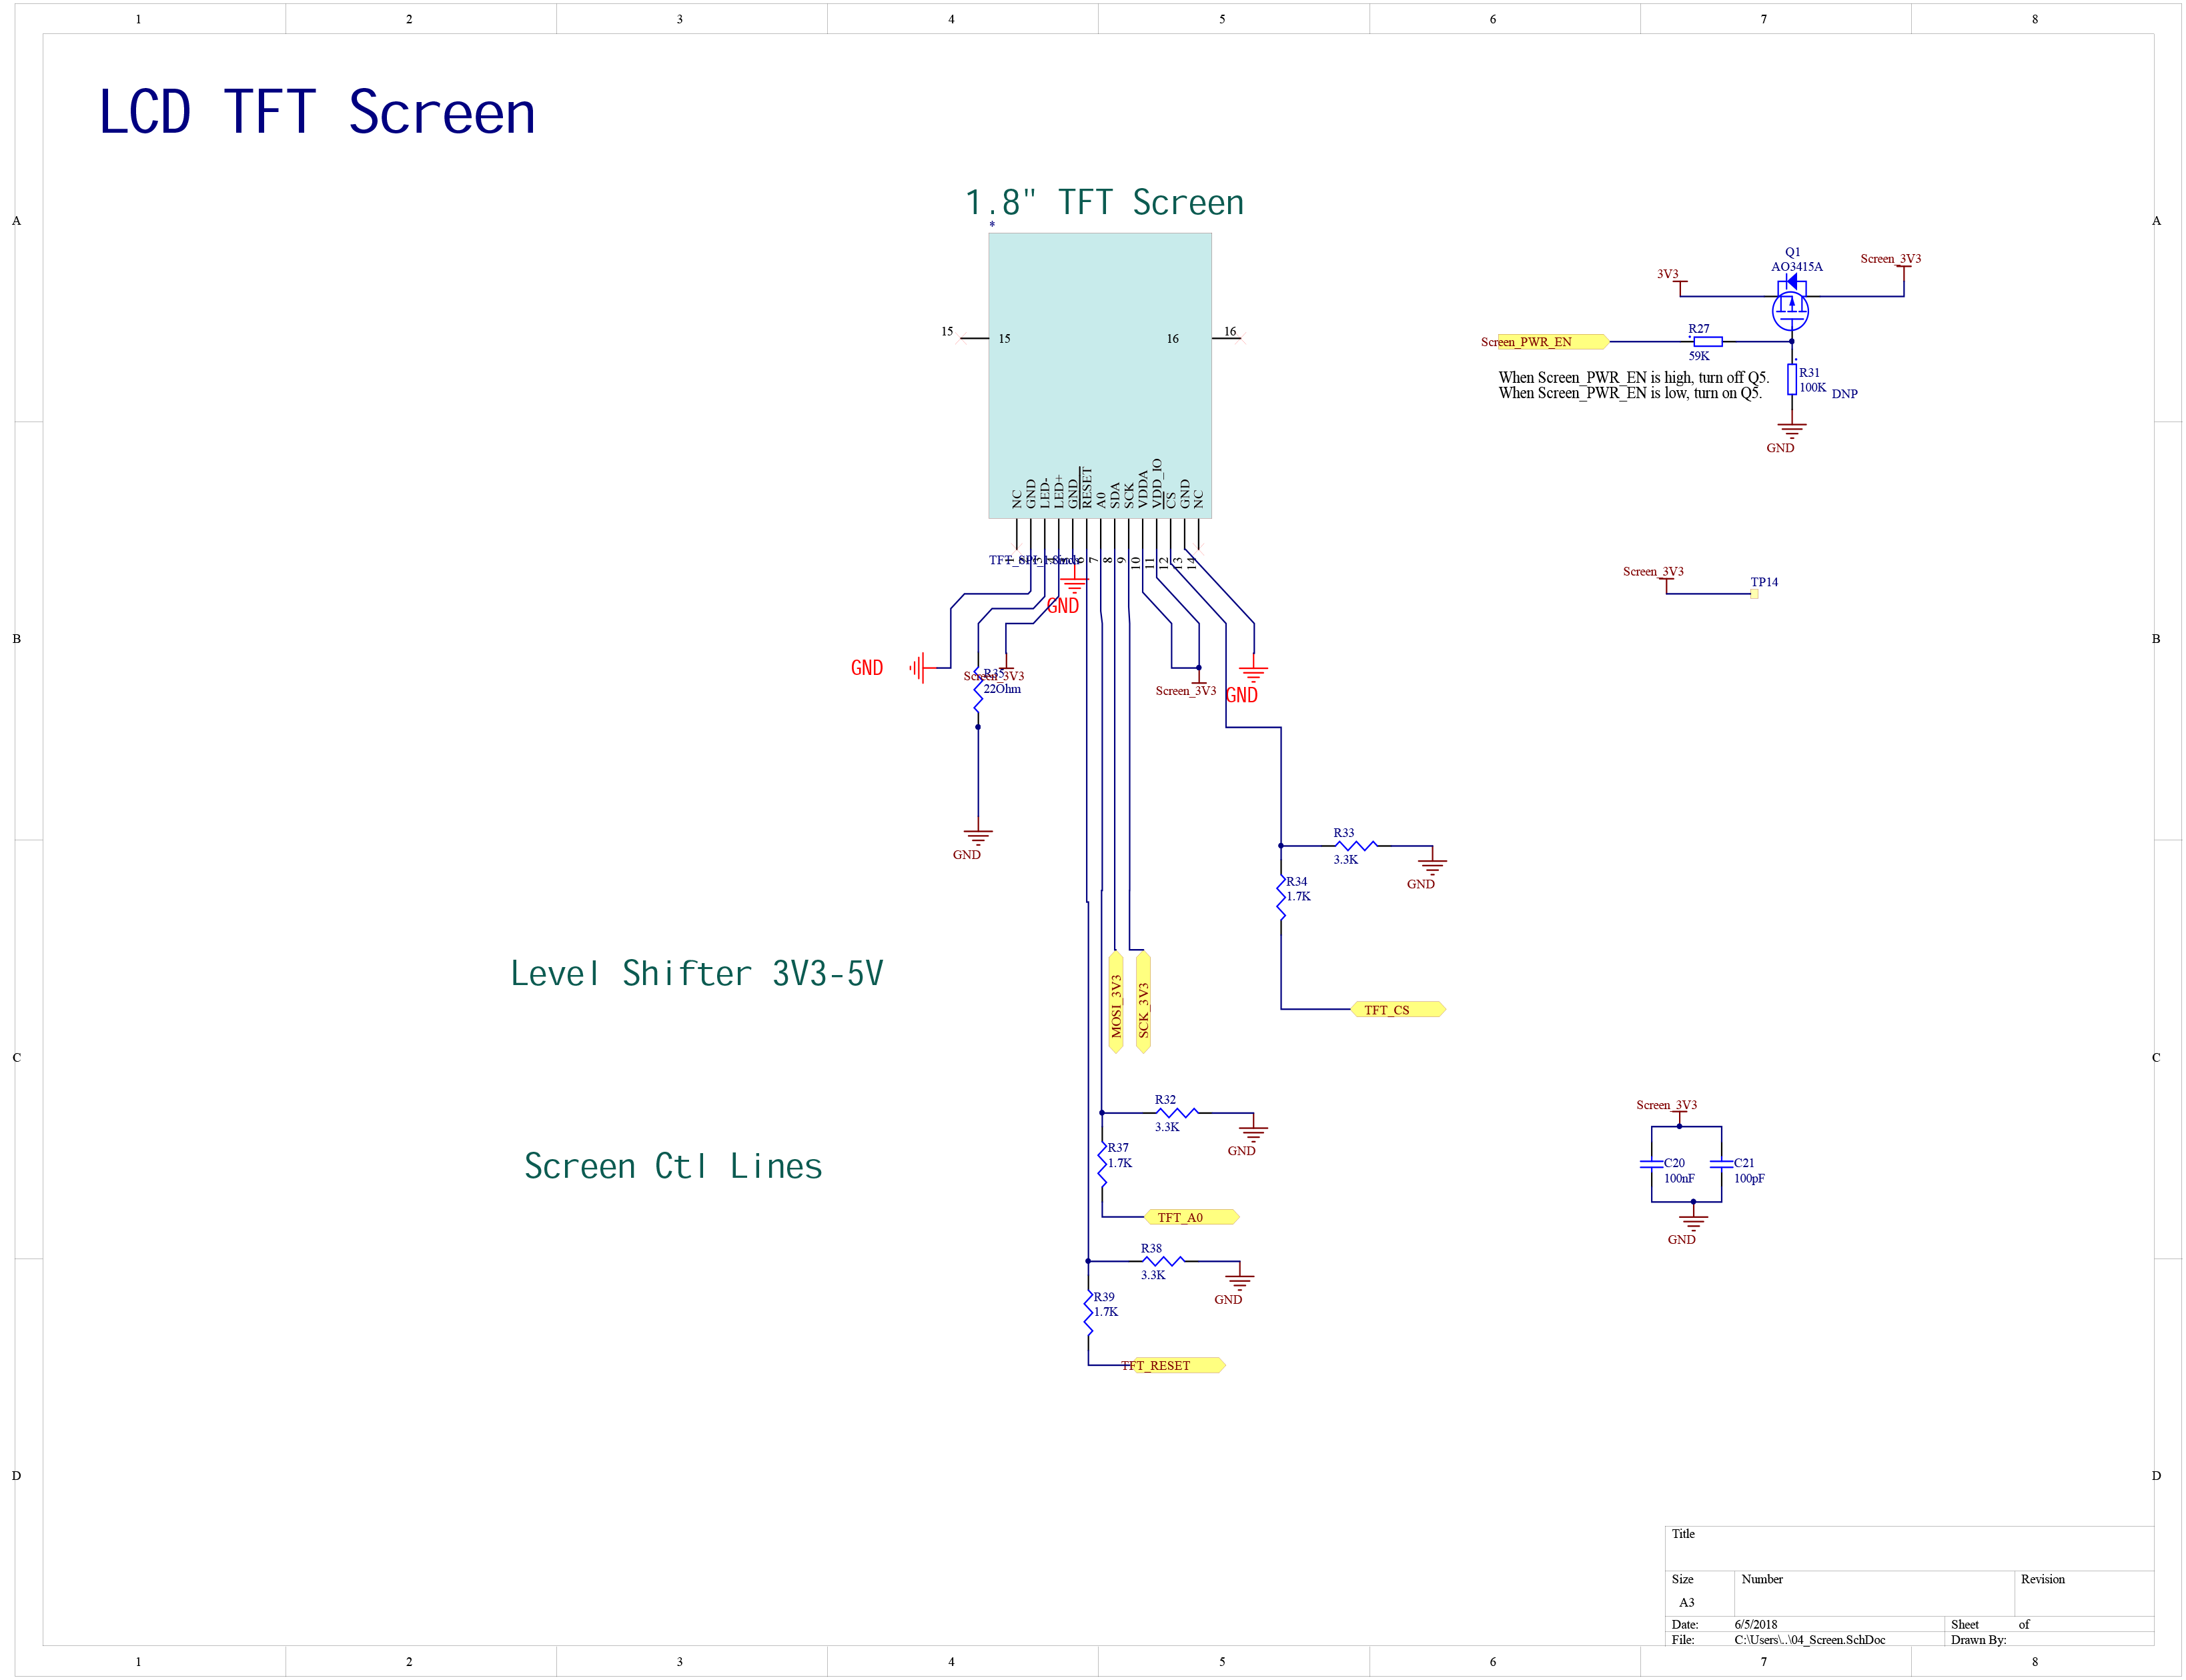 1 2 3 4 5 6 7 8
LCD TFT Screen
1.8" TFT Screen
*
A A
15 15 16 16
NC GND LED- LED+ GND RESET A0 SDA SCK VDDA VDD_IO CS GND NC
TFT_SPI_1.8inch
1 6 7 8 9 10 11 12 13 14
GND
Q1
AO3415A
3V3
Screen_3V3
R27
59K
Screen_PWR_EN
R31
100K
DNP
When Screen_PWR_EN is high, turn off Q5.
When Screen_PWR_EN is low, turn on Q5.
GND
Screen_3V3
TP14
B B
GND
Screen_3V3
R35
22Ohm
Screen_3V3
GND
GND
R33
3.3K
GND
R34
1.7K
Level Shifter 3V3-5V
MOSI_3V3
SCK_3V3
TFT_CS
C C
R32
3.3K
GND
R37
1.7K
Screen Ctl Lines
TFT_A0
Screen_3V3
C20
100nF
C21
100pF
GND
R38
3.3K
GND
R39
1.7K
TFT_RESET
D D
Title
Size
A3
Number
Revision
Date: 6/5/2018
Sheet of
File: C:\Users\..\04_Screen.SchDoc
Drawn By:
1 2 3 4 5 6 7 8